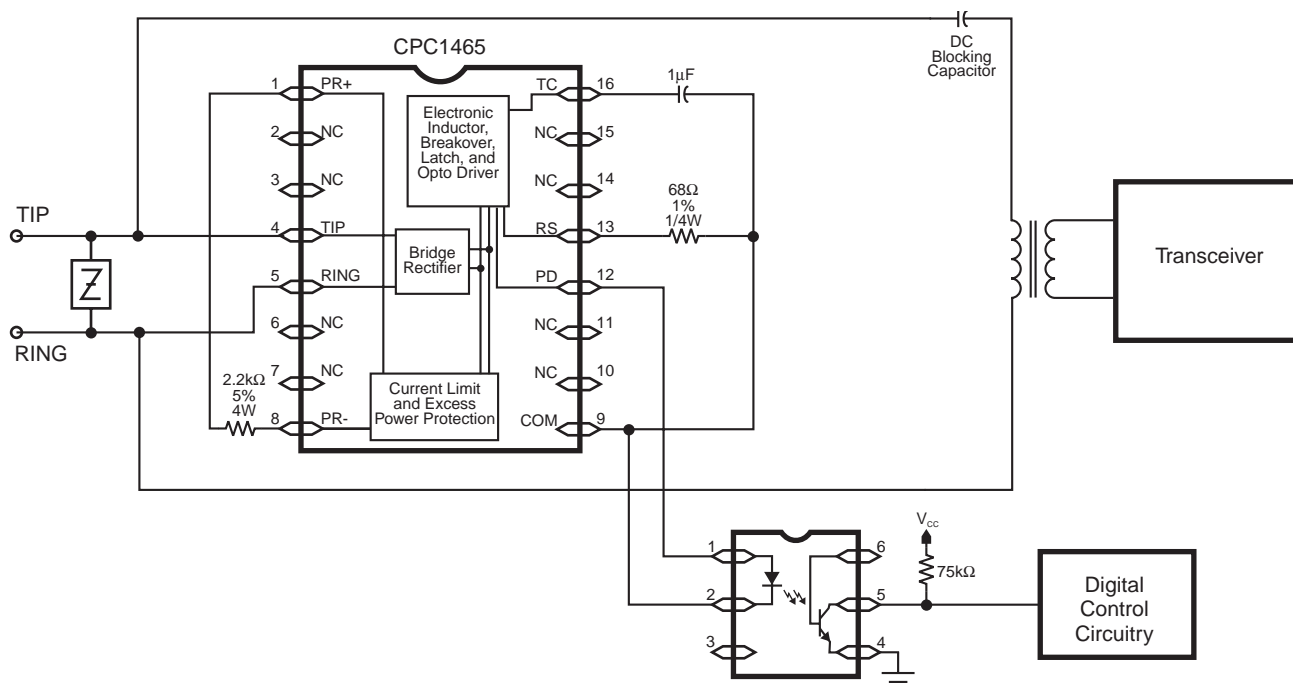 CPC1465
DC
Blocking
Capacitor
1 PR+
2 NC
3 NC
4 TIP
5 RING
6 NC
7 NC
8 PR-
TC 16
NC 15
NC 14
RS 13
PD 12
NC 11
NC 10
COM 9
Electronic
Inductor,
Breakover,
Latch, and
Opto Driver
Bridge
Rectifier
Current Limit
and Excess
Power Protection
1µF
68Ω
1%
1/4W
TIP
RING
Z
2.2kΩ
5%
4W
Transceiver
1
2
3
6
5
4
VCC
75kΩ
Digital
Control
Circuitry